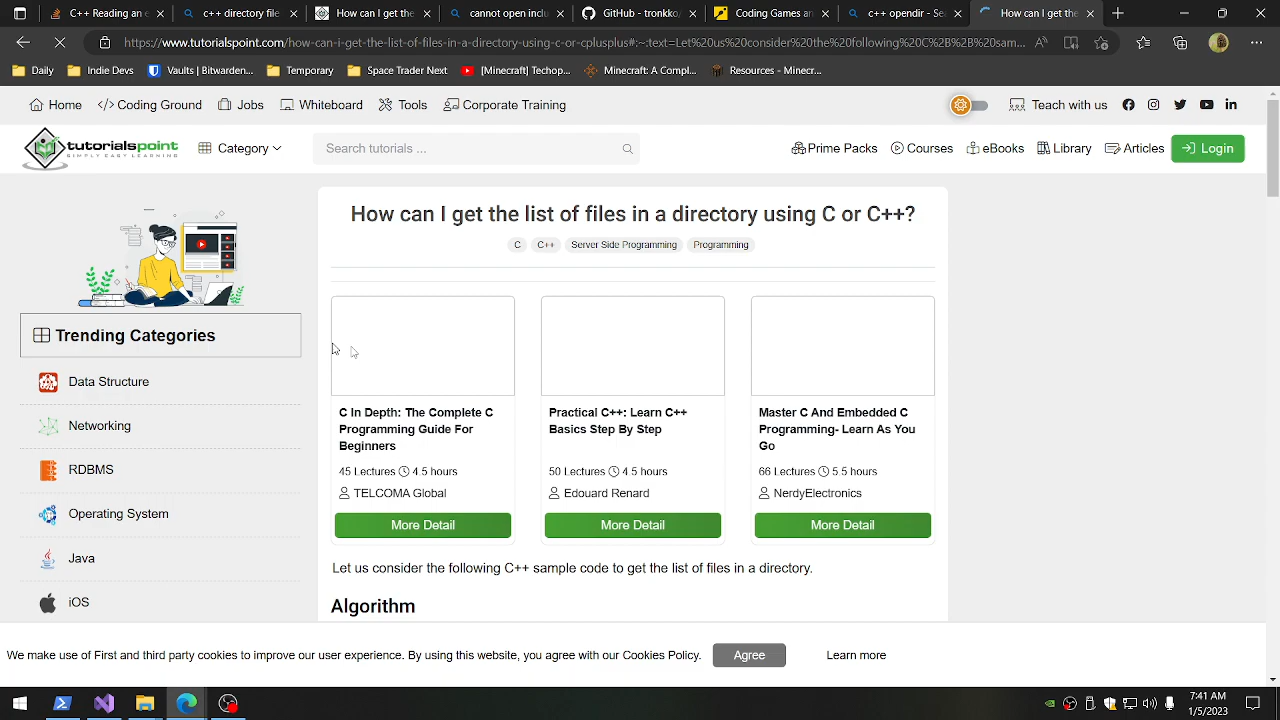 C++ Reading an e
c++ directory file
How can I get the
cannot open inclu
GitHub - tronkko/
Coding Games ar
c++ opendir - Se
How can I get the
https://www.tutorialspoint.com/how-can-i-get-the-list-of-files-in-a-directory-using-c-or-cplusplus#:~:text=Let%20us%20consider%20the%20following%20C%2B%2B%20sam...
Daily
Indie Devs
Vaults | Bitwarden...
Temporary
Space Trader Next
[Minecraft] Techop...
Minecraft: A Compl...
Resources - Minecr...
Home
Coding Ground
Jobs
Whiteboard
Tools
Corporate Training
Teach with us
tutorialspoint
SIMPLY EASY LEARNING
Category
Search tutorials ...
Prime Packs
Courses
eBooks
Library
Articles
Login
How can I get the list of files in a directory using C or C++?
C
C++
Server Side Programming
Programming
Trending Categories
Data Structure
Networking
RDBMS
Operating System
Java
iOS
C In Depth: The Complete C
Programming Guide For
Beginners
45 Lectures 4.5 hours
TELCOMA Global
More Detail
Practical C++: Learn C++
Basics Step By Step
50 Lectures 4.5 hours
Edouard Renard
More Detail
Master C And Embedded C
Programming- Learn As You
Go
66 Lectures 5.5 hours
NerdyElectronics
More Detail
Let us consider the following C++ sample code to get the list of files in a directory.
Algorithm
We make use of First and third party cookies to improve our user experience. By using this website, you agree with our Cookies Policy.
Agree
Learn more
7:41 AM
1/5/2023